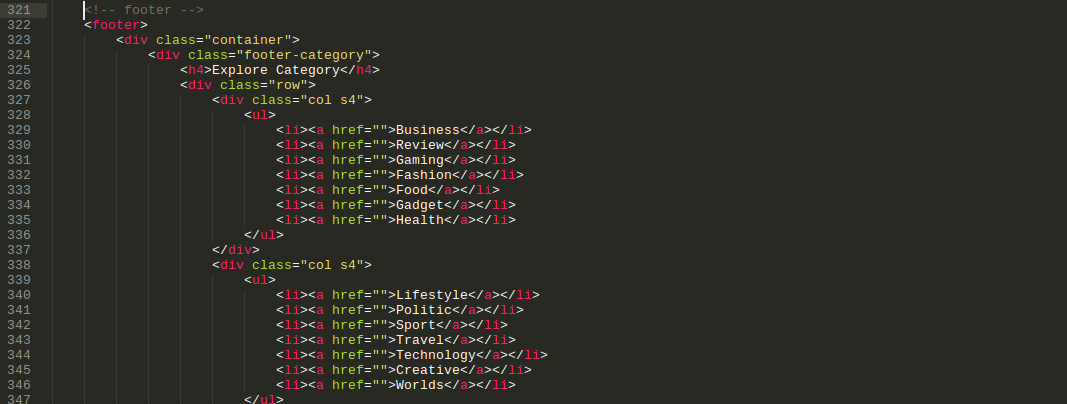 321 <!-- footer -->
322 <footer>
323 <div class="container">
324 <div class="footer-category">
325 <h4>Explore Category</h4>
326 <div class="row">
327 <div class="col s4">
328 <ul>
329 <li><a href="">Business</a></li>
330 <li><a href="">Review</a></li>
331 <li><a href="">Gaming</a></li>
332 <li><a href="">Fashion</a></li>
333 <li><a href="">Food</a></li>
334 <li><a href="">Gadget</a></li>
335 <li><a href="">Health</a></li>
336 </ul>
337 </div>
338 <div class="col s4">
339 <ul>
340 <li><a href="">Lifestyle</a></li>
341 <li><a href="">Politic</a></li>
342 <li><a href="">Sport</a></li>
343 <li><a href="">Travel</a></li>
344 <li><a href="">Technology</a></li>
345 <li><a href="">Creative</a></li>
346 <li><a href="">Worlds</a></li>
347 </ul>